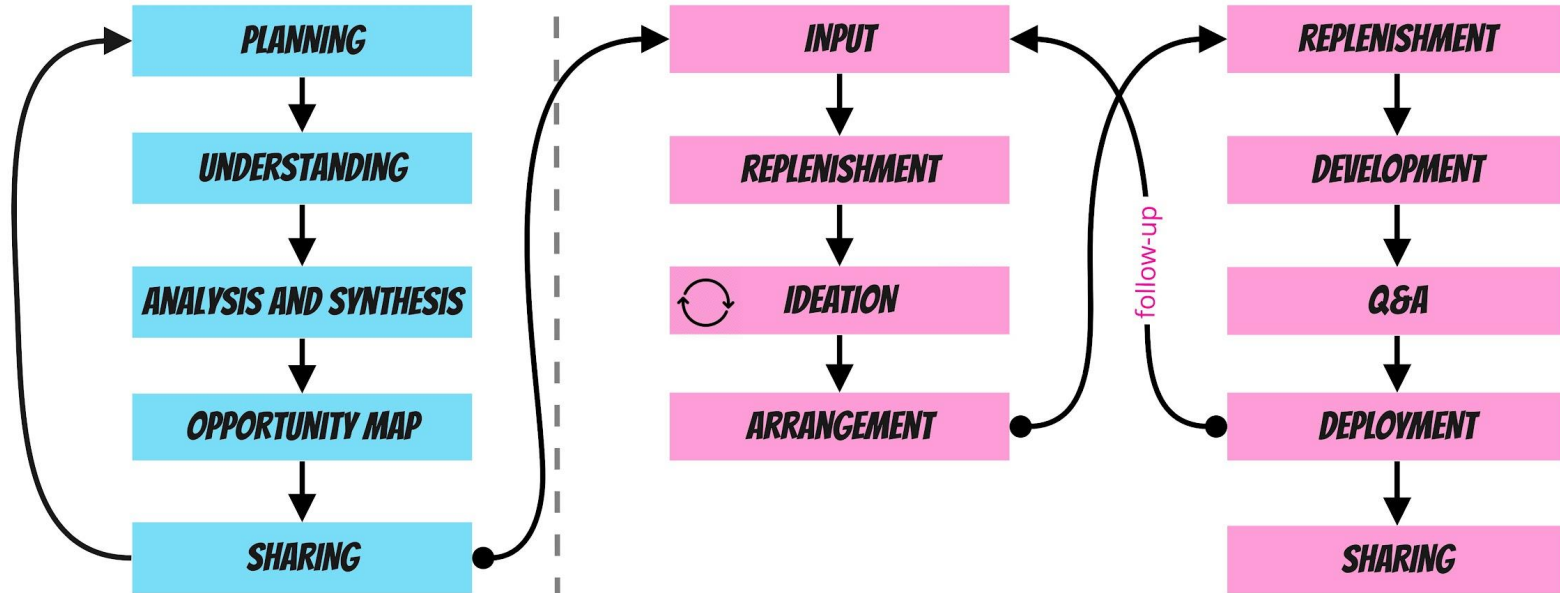 PLANNING
UNDERSTANDING
ANALYSIS AND SYNTHESIS
OPPORTUNITY MAP
SHARING
INPUT
REPLENISHMENT
IDEATION
ARRANGEMENT
follow-up
REPLENISHMENT
DEVELOPMENT
Q&A
DEPLOYMENT
SHARING